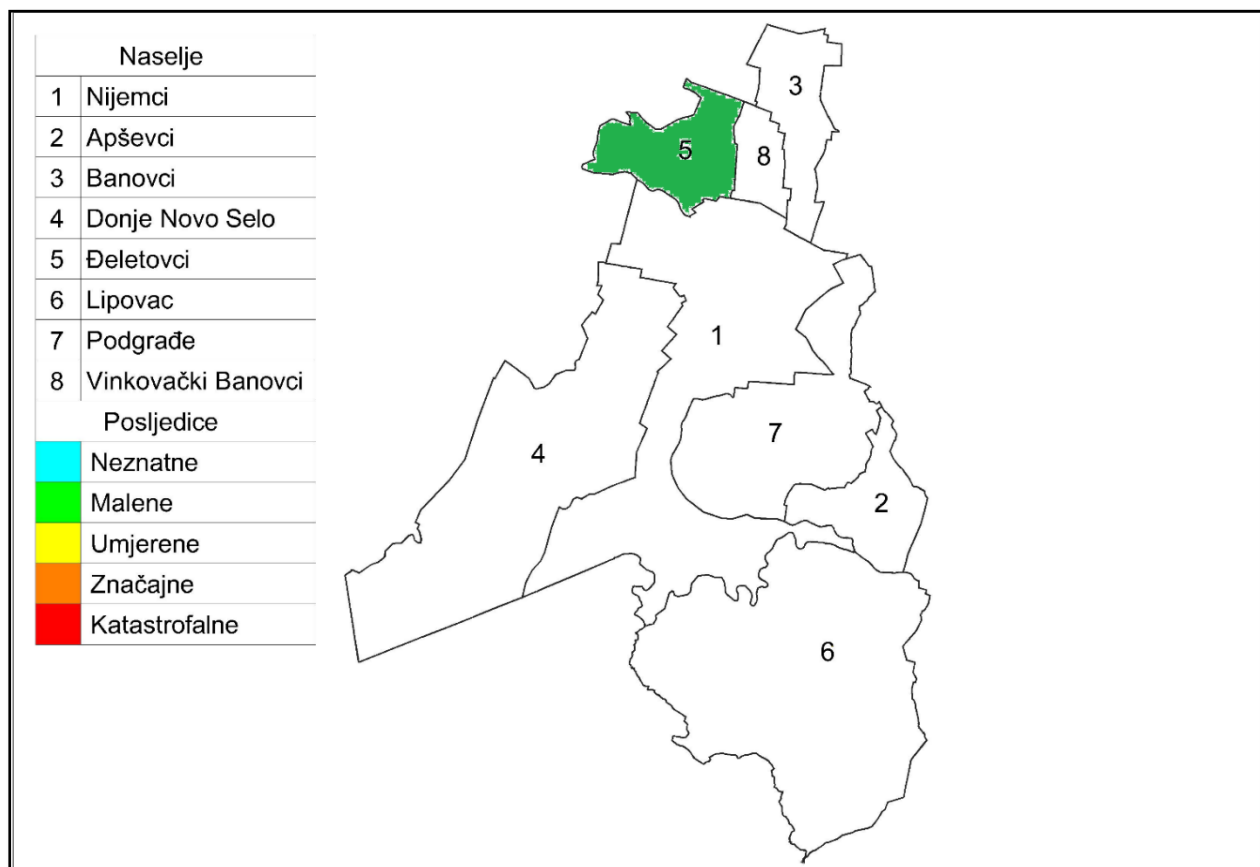 Naselje
1 Nijemci
2 Apševci
3 Banovci
4 Donje Novo Selo
5 Đeletovci
6 Lipovac
7 Podgrađe
8 Vinkovački Banovci
Posljedice
Neznatne
Malene
Umjerene
Značajne
Katastrofalne
3
5
8
1
7
4
2
6